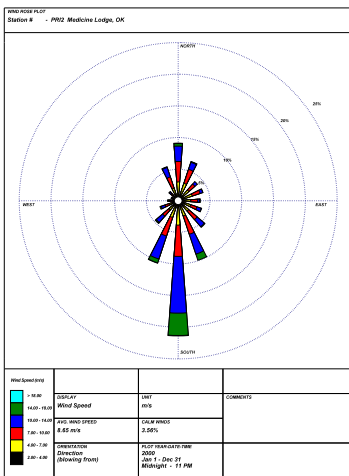 WIND ROSE PLOT
Station # - PRI2 Medicine Lodge, OK
NORTH
25%
20%
15%
10%
5%
WEST
EAST
SOUTH
Wind Speed (m/s)
> 18.00
14.00 - 18.00
10.00 - 14.00
7.00 - 10.00
4.00 - 7.00
2.00 - 4.00
DISPLAY
Wind Speed
UNIT
m/s
COMMENTS
AVG. WIND SPEED
8.65 m/s
CALM WINDS
3.56%
ORIENTATION
Direction
(blowing from)
PLOT YEAR-DATE-TIME
2000
Jan 1 - Dec 31
Midnight - 11 PM